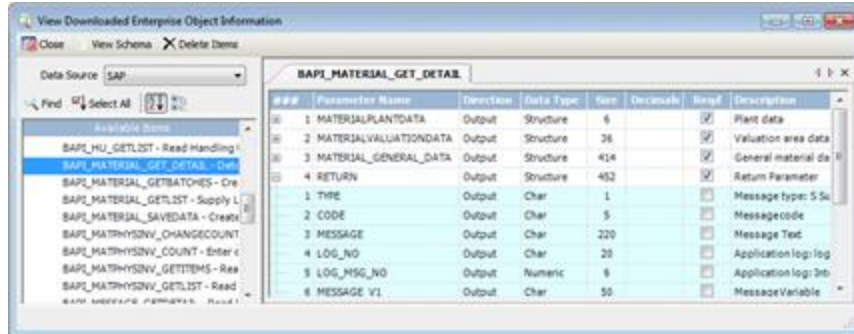 View Downloaded Enterprise Object Information
Close View Schema Delete Items
Data Source SAP
Find Select All
Available Items
BAPI_HU_GETLIST - Read Handling
BAPI_MATERIAL_GET_DETAIL - Deta
BAPI_MATERIAL_GETBATCHES - Cre
BAPI_MATERIAL_GETLIST - Supply L
BAPI_MATERIAL_SAVEDATA - Create
BAPI_MATPHYSINV_CHANGECOUNT
BAPI_MATPHYSINV_COUNT - Enter c
BAPI_MATPHYSINV_GETITEMS - Rea
BAPI_MATPHYSINV_GETLIST - Read
BAPI_MESSAGE_GETDETAIL - Read
BAPI_MATERIAL_GET_DETAIL
### Parameter Name Direction Data Type Size Decimals Reqd Description
1 MATERIALPLANTDATA Output Structure 6 Plant data
2 MATERIALVALUATIONDATA Output Structure 36 Valuation area data
3 MATERIAL_GENERAL_DATA Output Structure 414 General material da
4 RETURN Output Structure 452 Return Parameter
1 TYPE Output Char 1 Message type: S Su
2 CODE Output Char 5 Messagecode
3 MESSAGE Output Char 220 Message Text
4 LOG_NO Output Char 20 Application log: log
5 LOG_MSG_NO Output Numeric 6 Application log: Int
6 MESSAGE_V1 Output Char 50 MessageVariable